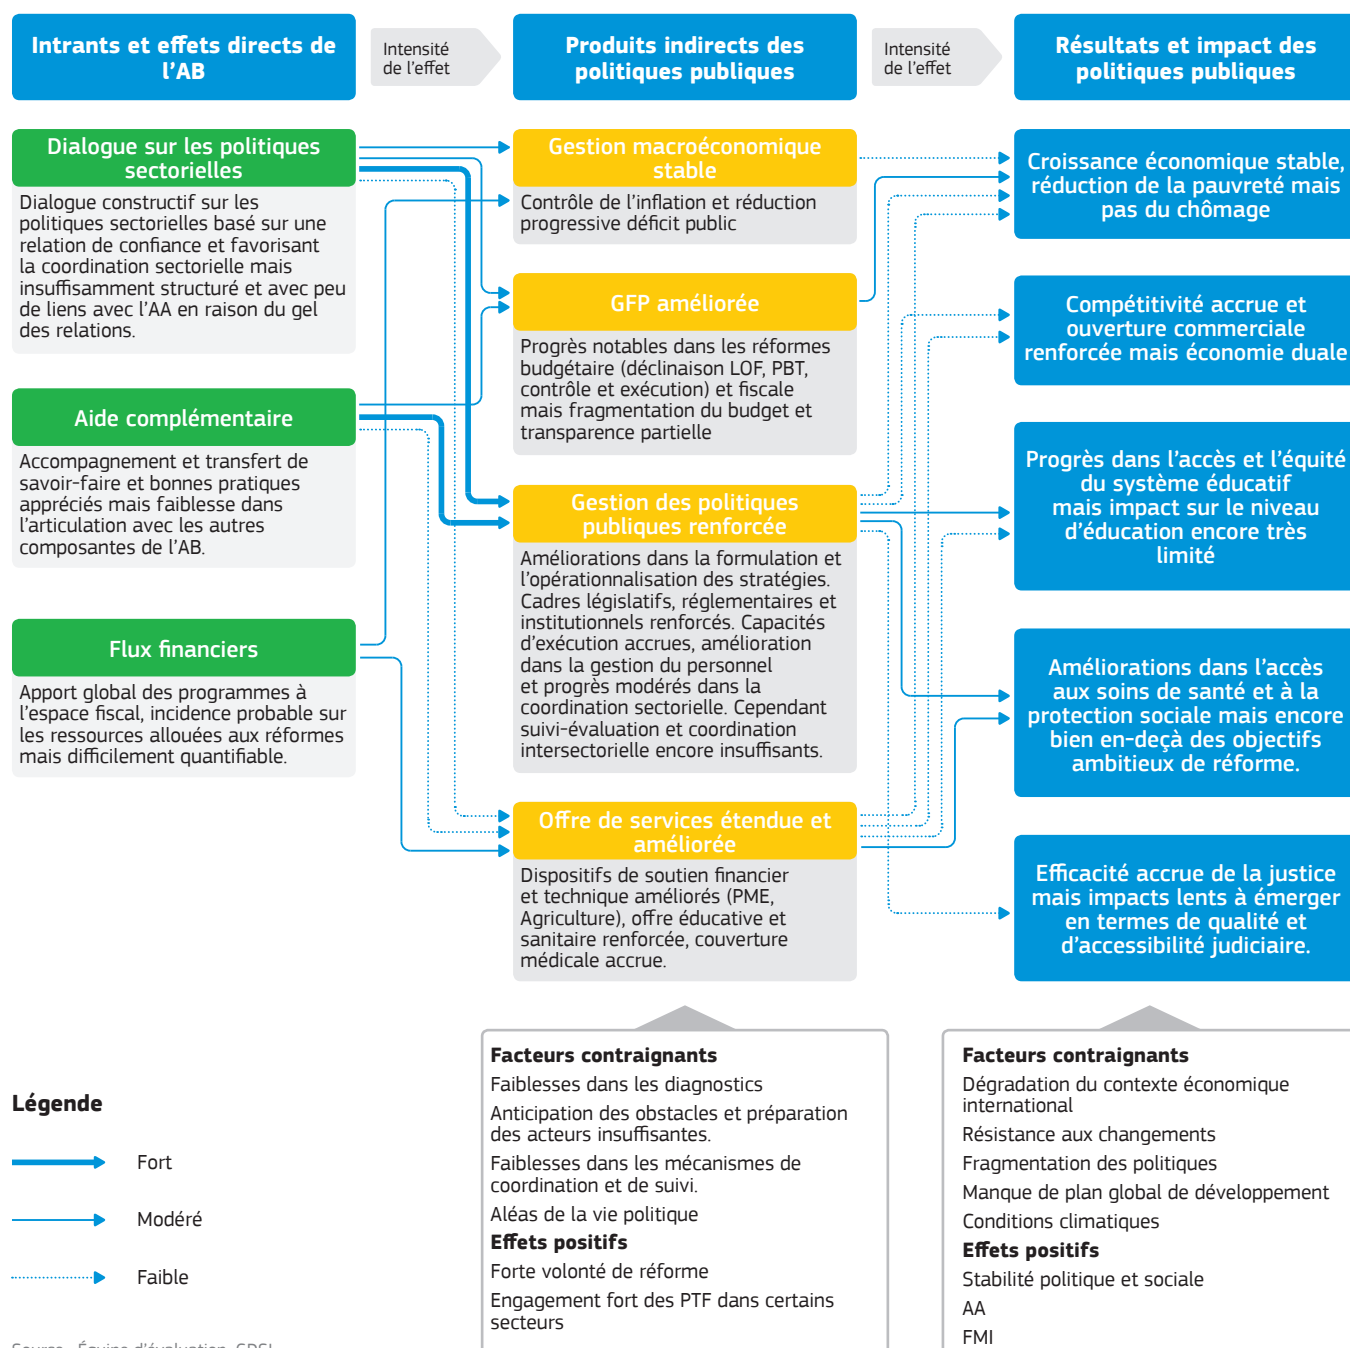 Intrants et effets directs de
l'AB
Intensité
de l'effet
Produits indirects des
politiques publiques
Intensité
de l'effet
Résultats et impact des
politiques publiques
Dialogue sur les politiques
sectorielles
Dialogue constructif sur les
politiques sectorielles basé sur une
relation de confiance et favorisant
la coordination sectorielle mais
insuffisamment structuré et avec peu
de liens avec l'AA en raison du gel
des relations.
Aide complémentaire
Accompagnement et transfert de
savoir-faire et bonnes pratiques
appréciés mais faiblesse dans
l'articulation avec les autres
composantes de l'AB.
Flux financiers
Apport global des programmes à
l'espace fiscal, incidence probable sur
les ressources allouées aux réformes
mais difficilement quantifiable.
Gestion macroéconomique
stable
Contrôle de l'inflation et réduction
progressive déficit public
GFP améliorée
Progrès notables dans les réformes
budgétaire (déclinaison LOF, PBT,
contrôle et exécution) et fiscale
mais fragmentation du budget et
transparence partielle
Gestion des politiques
publiques renforcée
Améliorations dans la formulation et
l'opérationnalisation des stratégies.
Cadres législatifs, réglementaires et
institutionnels renforcés. Capacités
d'exécution accrues, amélioration
dans la gestion du personnel
et progrès modérés dans la
coordination sectorielle. Cependant
suivi-évaluation et coordination
intersectorielle encore insuffisants.
Offre de services étendue et
améliorée
Dispositifs de soutien financier
et technique améliorés (PME,
Agriculture), offre éducative et
sanitaire renforcée, couverture
médicale accrue.
Croissance économique stable,
réduction de la pauvreté mais
pas du chômage
Compétitivité accrue et
ouverture commerciale
renforcée mais économie duale
Progrès dans l'accès et l'équité
du système éducatif
mais impact sur le niveau
d'éducation encore très
limité
Améliorations dans l'accès
aux soins de santé et à la
protection sociale mais encore
bien en-deçà des objectifs
ambitieux de réforme.
Efficacité accrue de la justice
mais impacts lents à émerger
en termes de qualité et
d'accessibilité judiciaire.
Légende
Fort
Modéré
Faible
Facteurs contraignants
Faiblesses dans les diagnostics
Anticipation des obstacles et préparation
des acteurs insuffisantes.
Faiblesses dans les mécanismes de
coordination et de suivi.
Aléas de la vie politique
Effets positifs
Forte volonté de réforme
Engagement fort des PTF dans certains
secteurs
Facteurs contraignants
Dégradation du contexte économique
international
Résistance aux changements
Fragmentation des politiques
Manque de plan global de développement
Conditions climatiques
Effets positifs
Stabilité politique et sociale
AA
FMI